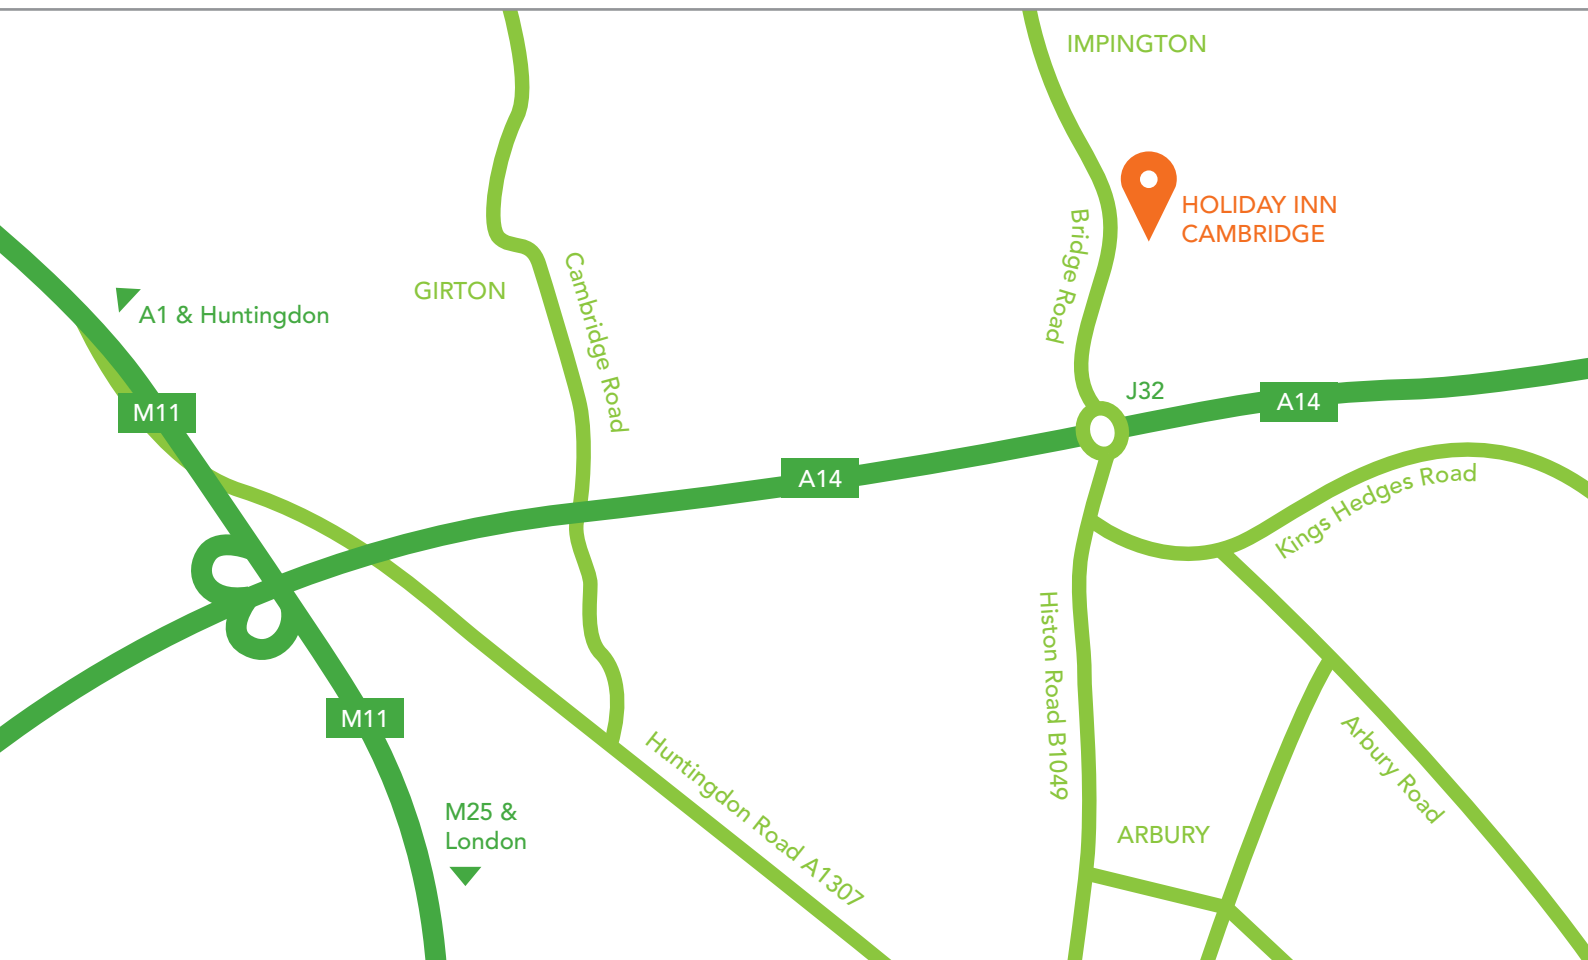 IMPINGTON
HOLIDAY INN
CAMBRIDGE
Bridge Road
Cambridge Road
GIRTON
A1 & Huntingdon
M11
J32
A14
A14
Kings Hedges Road
Histon Road B1049
M11
Arbury Road
Huntingdon Road A1307
M25 &
London
ARBURY